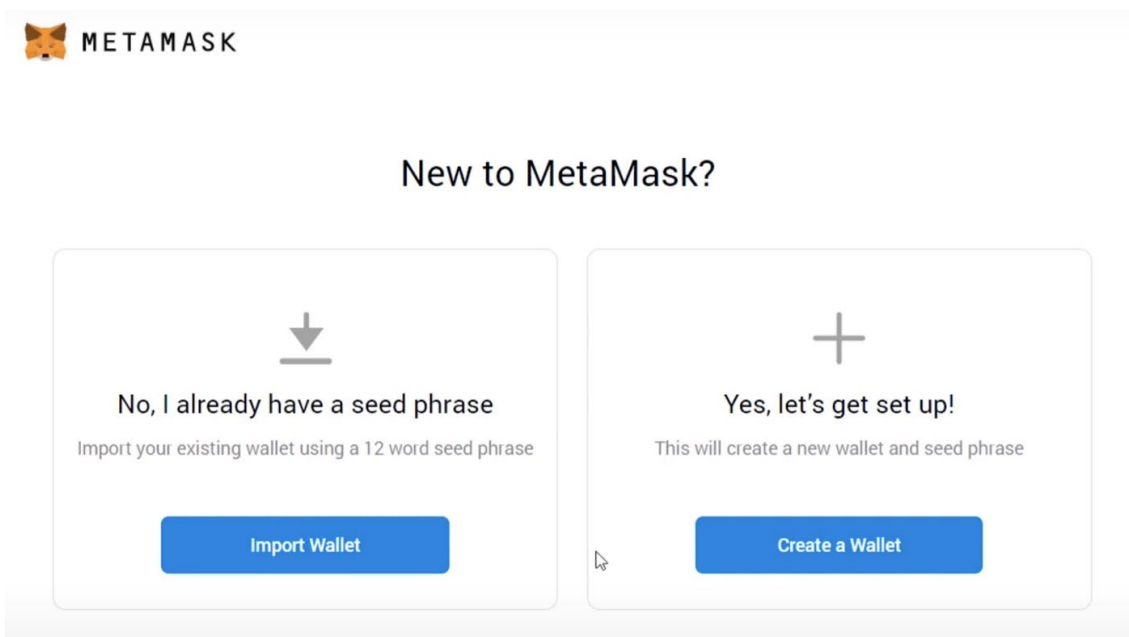 METAMASK
New to MetaMask?
No, I already have a seed phrase
Import your existing wallet using a 12 word seed phrase
Import Wallet
Yes, let's get set up!
This will create a new wallet and seed phrase
Create a Wallet